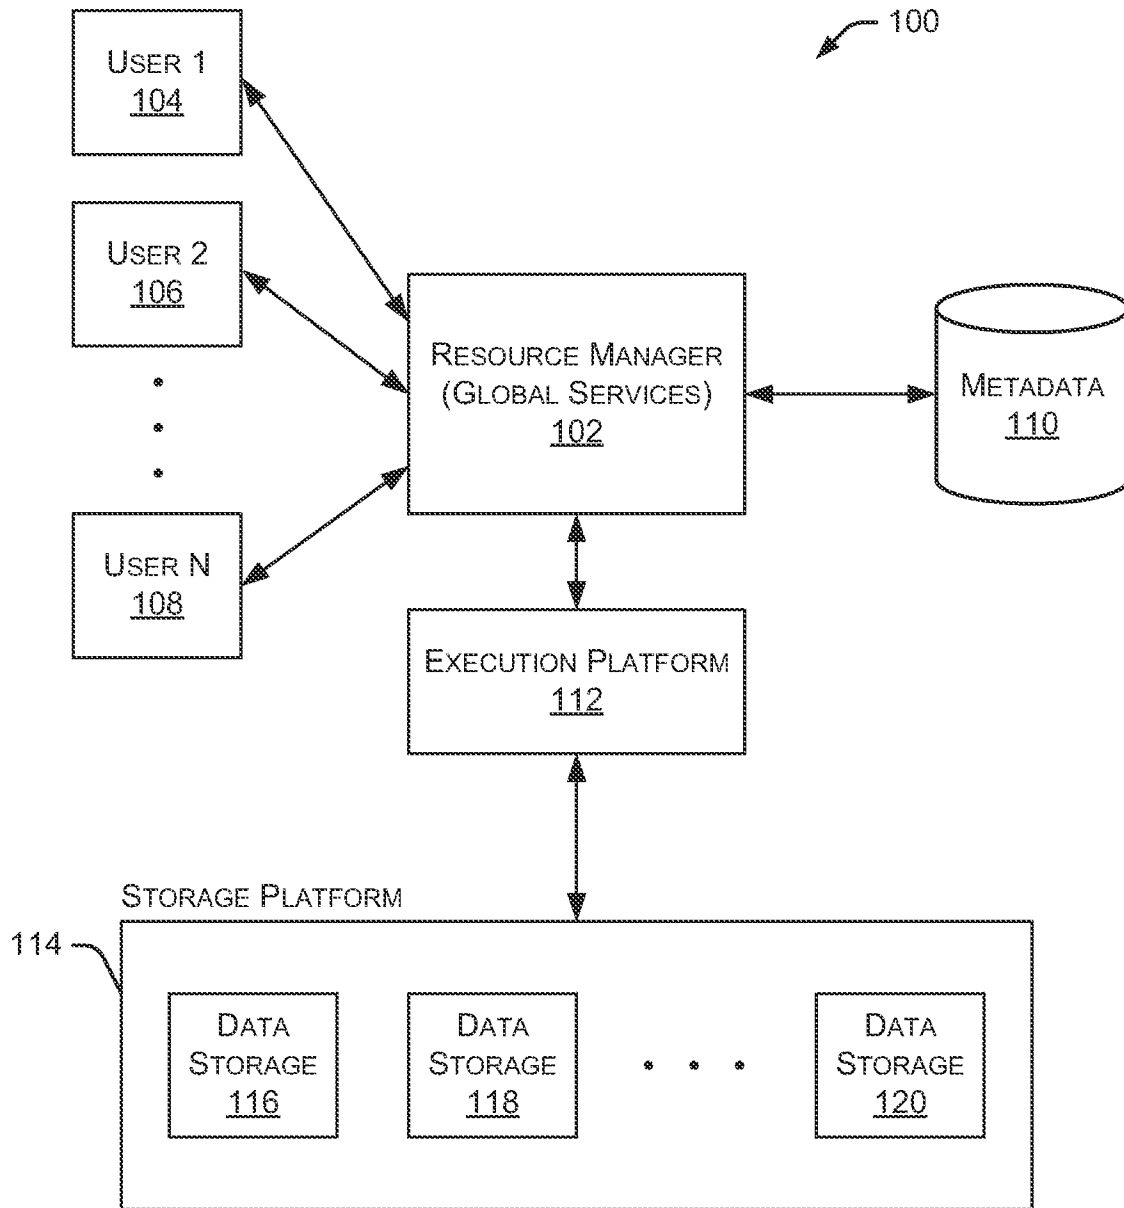 100
USER 1
104
USER 2
106
USER N
108
RESOURCE MANAGER
(GLOBAL SERVICES)
102
METADATA
110
EXECUTION PLATFORM
112
STORAGE PLATFORM
114
DATA
STORAGE
116
DATA
STORAGE
118
DATA
STORAGE
120